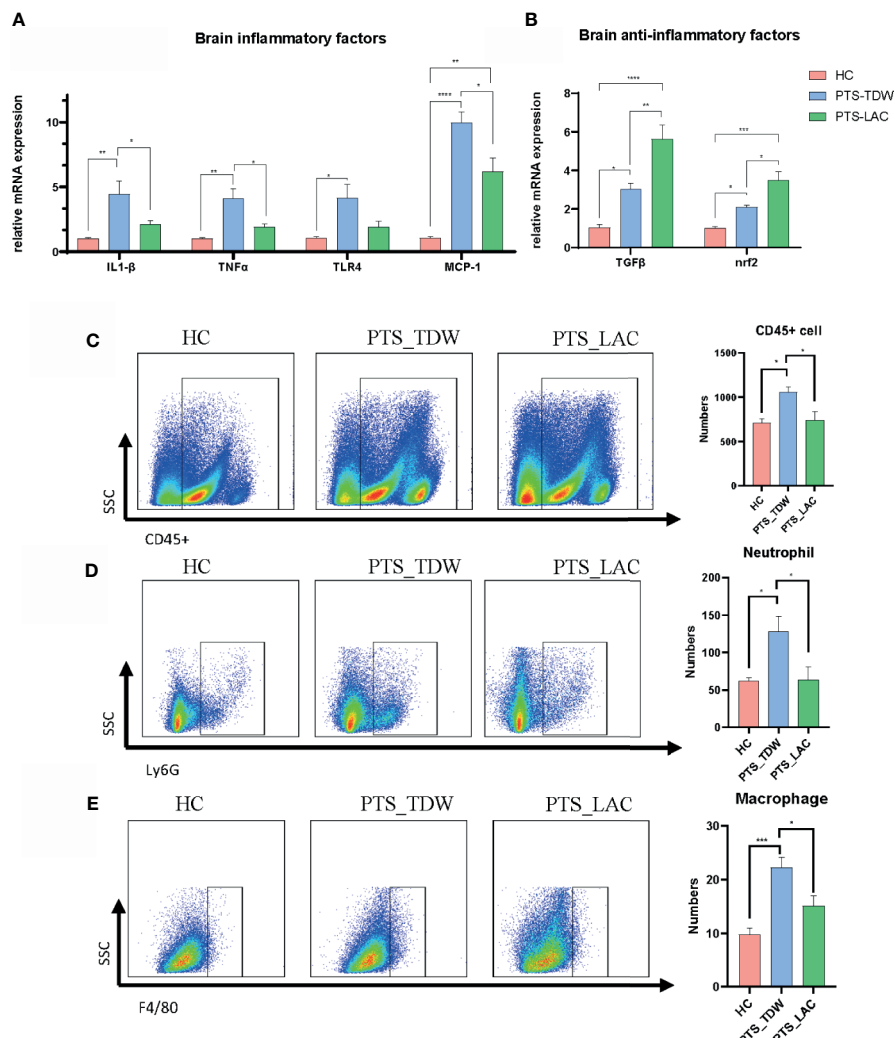 A
Brain inflammatory factors
relative mRNA expression
10
5
0
**
*
**
*
*
****
**
*
IL1-β
TNFα
TLR4
MCP-1
B
Brain anti-inflammatory factors
relative mRNA expression
8
6
4
2
0
****
**
*
***
*
*
TGFβ
nrf2
HC
PTS-TDW
PTS-LAC
C
HC
PTS_TDW
PTS_LAC
SSC
CD45+
CD45+ cell
Numbers
1500
1000
500
0
*
*
HC
PTS_TDW
PTS_LAC
D
HC
PTS_TDW
PTS_LAC
SSC
Ly6G
Neutrophil
Numbers
200
150
100
50
0
*
*
HC
PTS_TDW
PTS_LAC
E
HC
PTS_TDW
PTS_LAC
SSC
F4/80
Macrophage
Numbers
30
20
10
0
***
*
HC
PTS_TDW
PTS_LAC